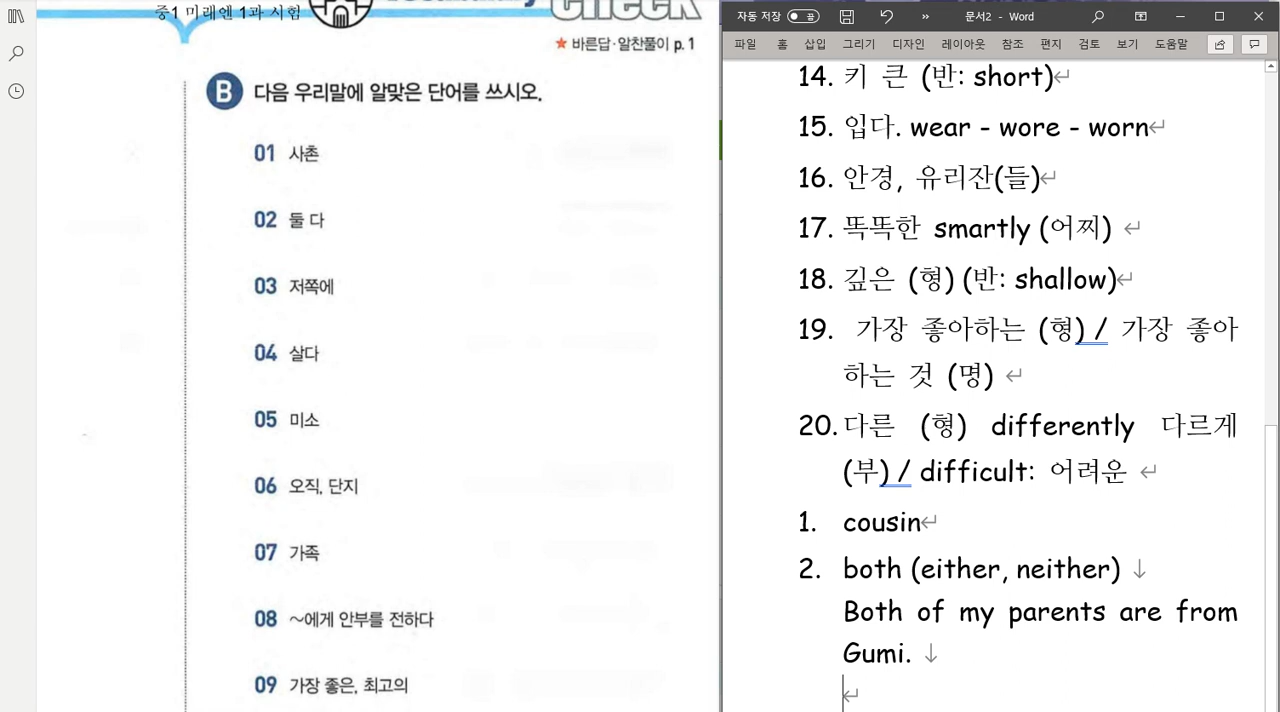 중1 미래엔 1과 시험
Check
★ 바른답·알찬풀이 p. 1
B 다음 우리말에 알맞은 단어를 쓰시오.
01 사촌
02 둘 다
03 저쪽에
04 살다
05 미소
06 오직, 단지
07 가족
08 ~에게 안부를 전하다
09 가장 좋은, 최고의
자동 저장 끔 문서2 - Word
파일 홈 삽입 그리기 디자인 레이아웃 참조 편지 검토 보기 도움말
14. 키 큰 (반: short)
15. 입다. wear - wore - worn
16. 안경, 유리잔(들)
17. 똑똑한 smartly (어찌)
18. 깊은 (형) (반: shallow)
19. 가장 좋아하는 (형) / 가장 좋아
하는 것 (명)
20. 다른 (형) differently 다르게
(부) / difficult: 어려운
1. cousin
2. both (either, neither)
Both of my parents are from
Gumi.